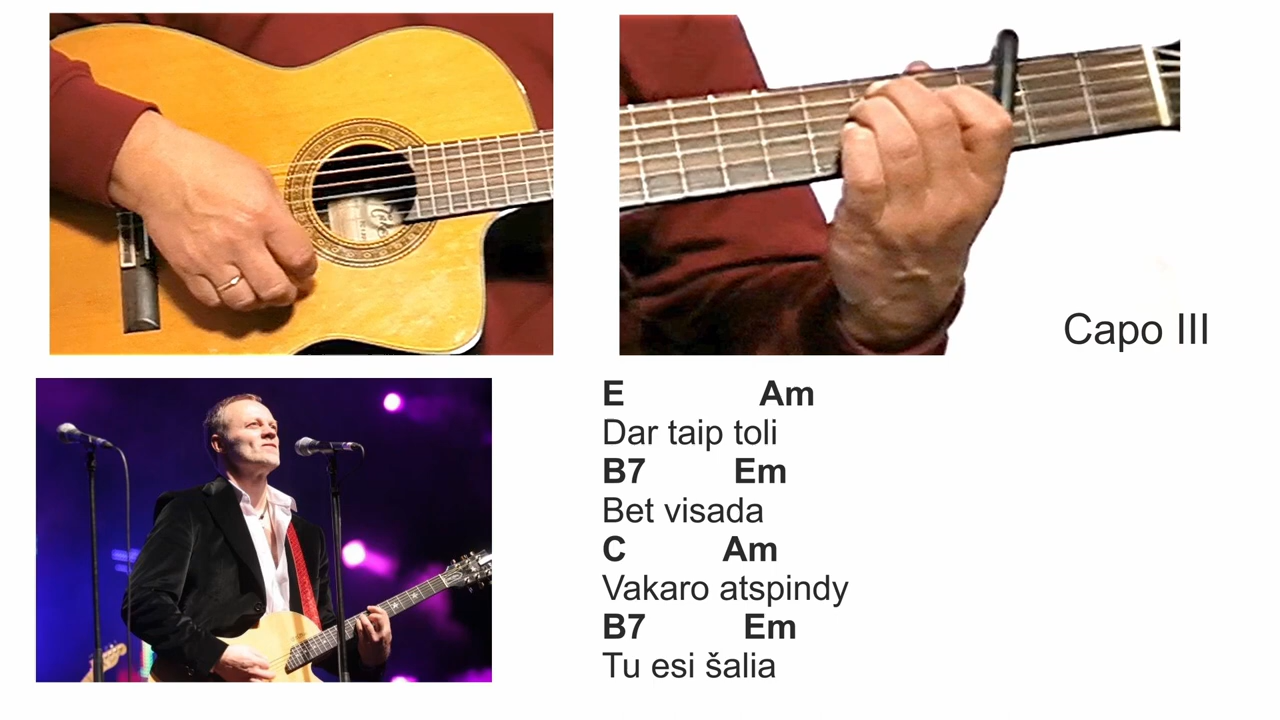 Capo III
E Am
Dar taip toli
B7 Em
Bet visada
C Am
Vakaro atspindy
B7 Em
Tu esi šalia